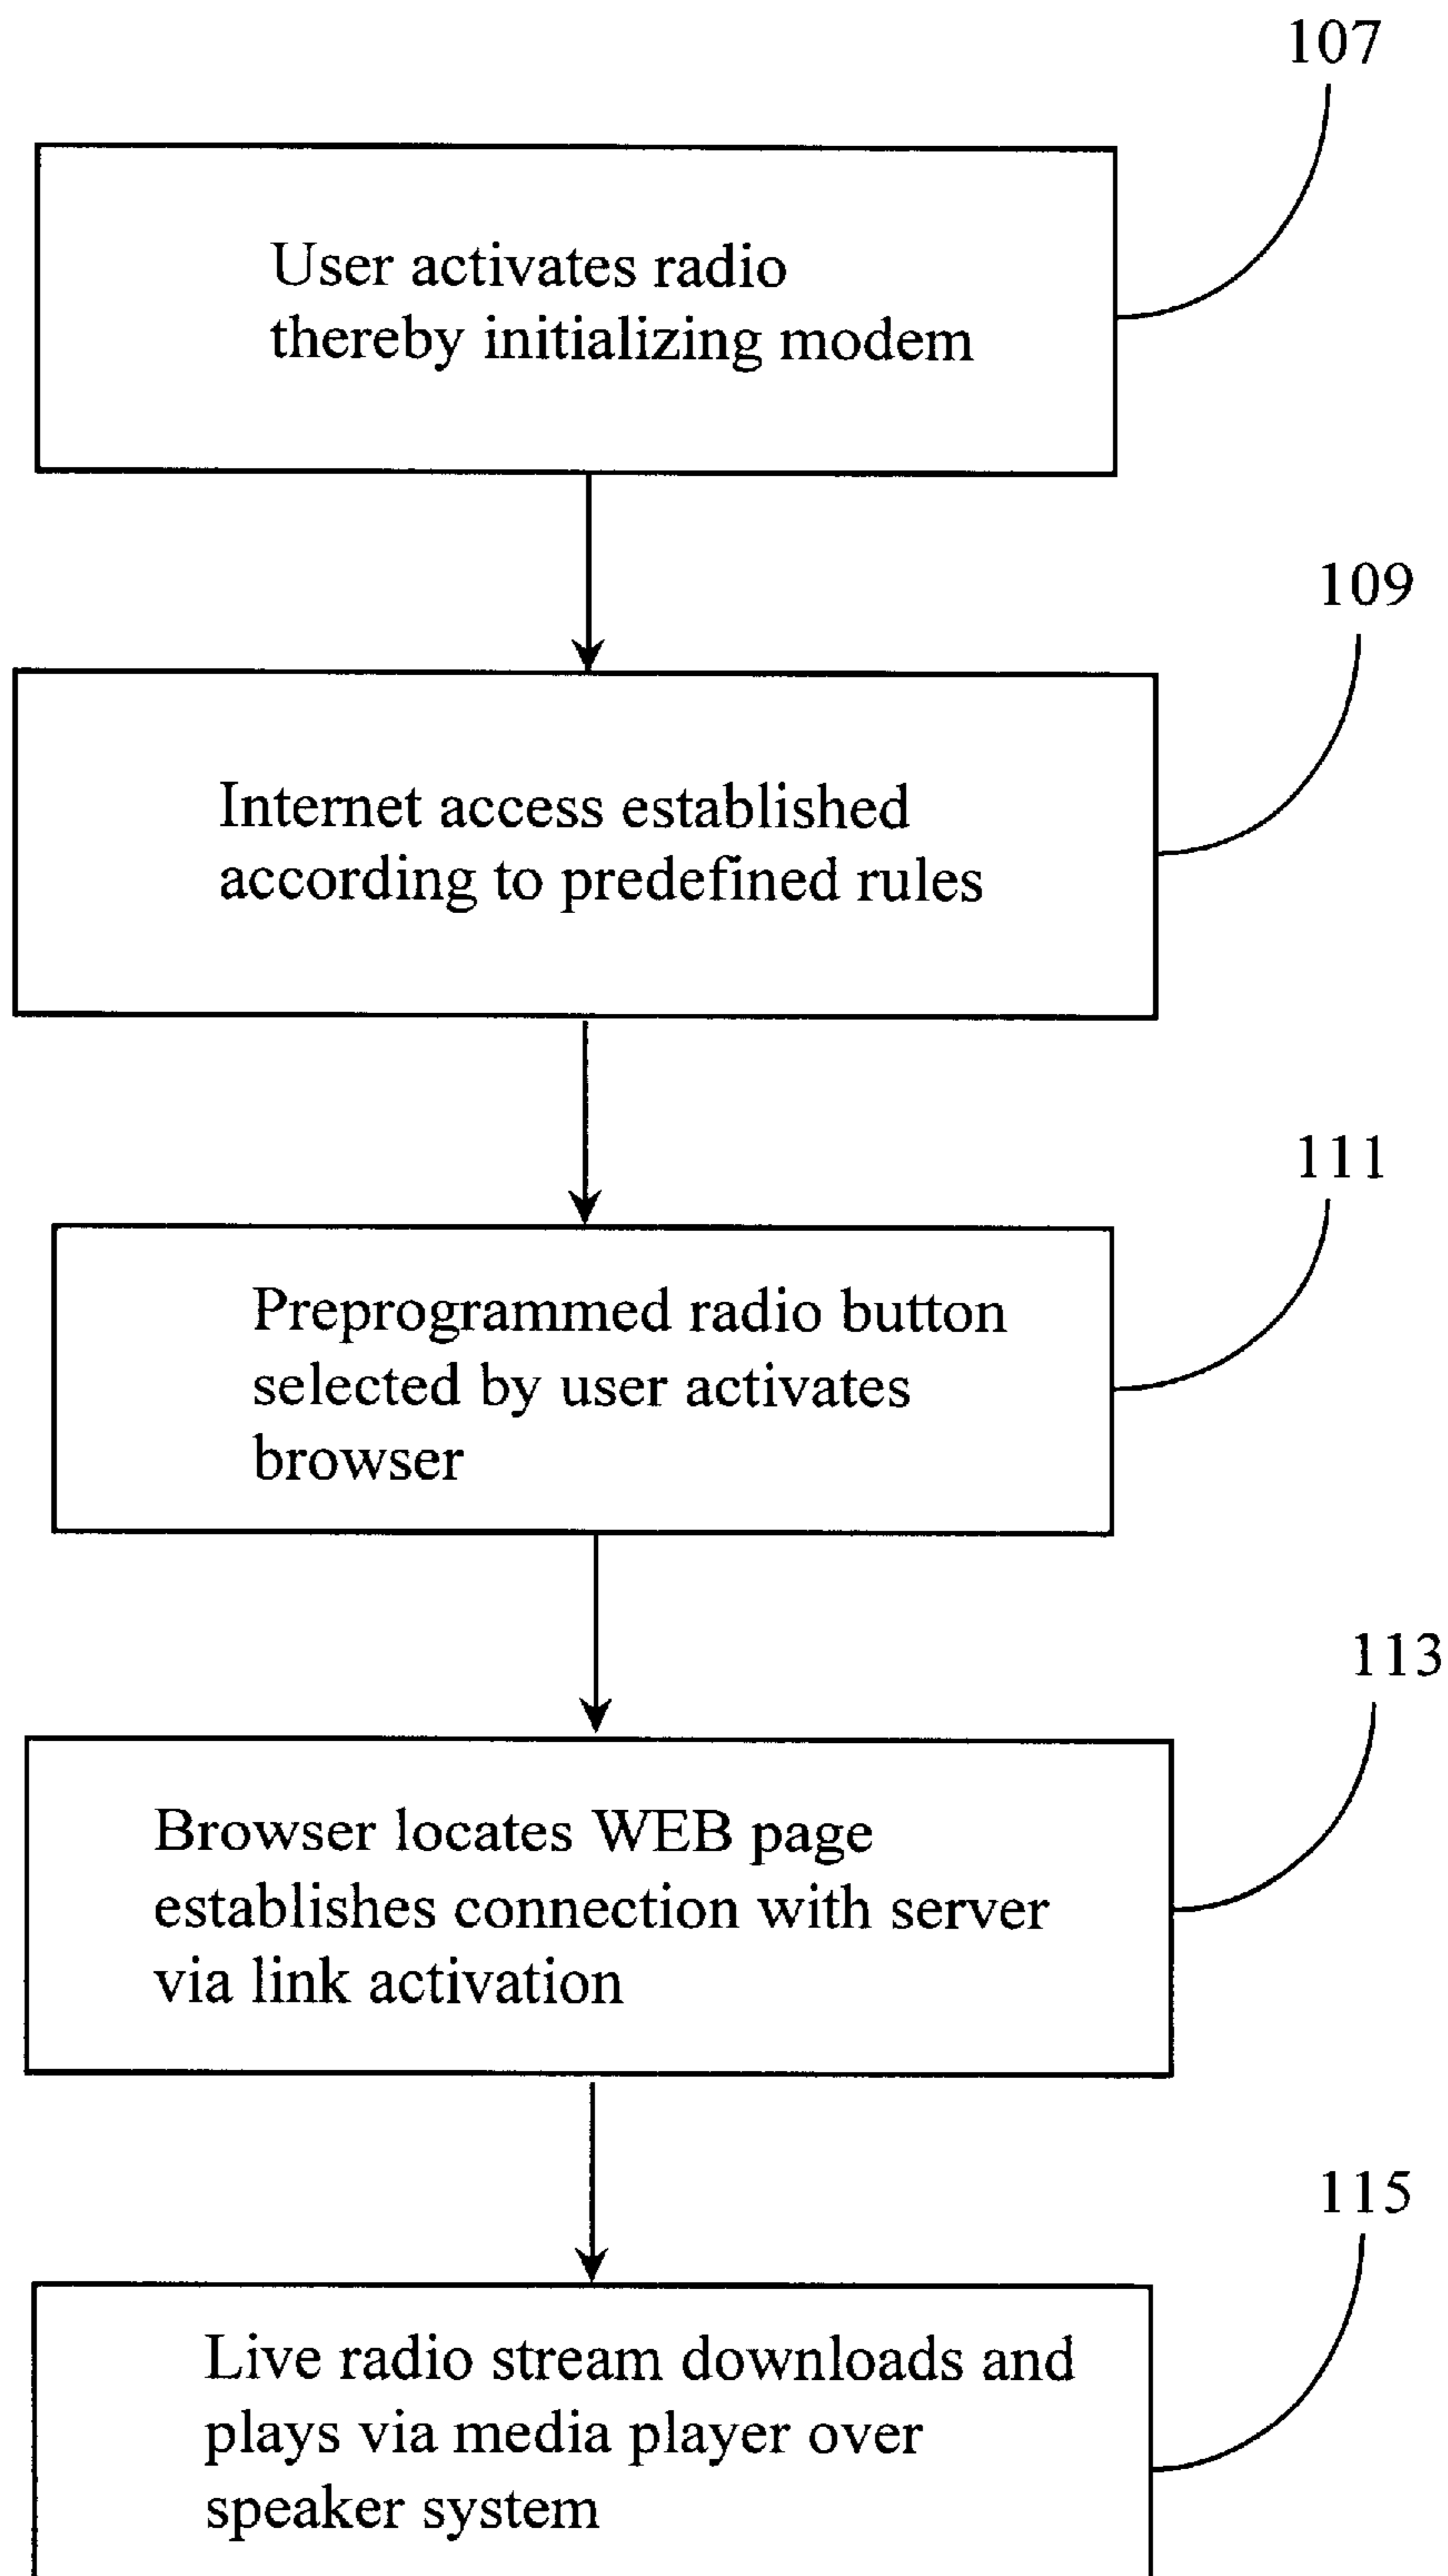 107
User activates radio
thereby initializing modem
109
Internet access established
according to predefined rules
111
Preprogrammed radio button
selected by user activates
browser
113
Browser locates WEB page
establishes connection with server
via link activation
115
Live radio stream downloads and
plays via media player over
speaker system